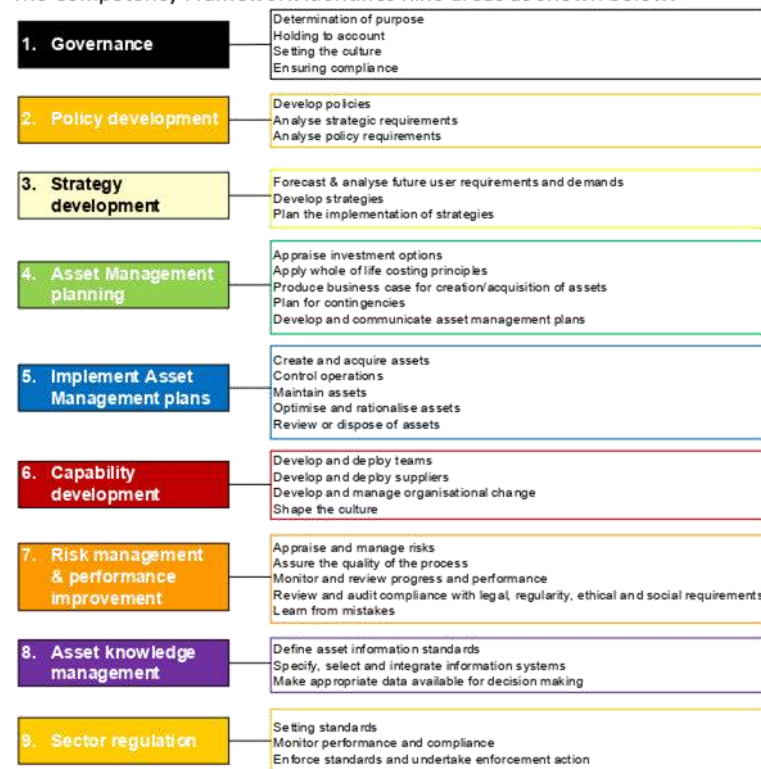 1. Governance
Determination of purpose
Holding to account
Setting the culture
Ensuring compliance
2. Policy development
Develop policies
Analyse strategic requirements
Analyse policy requirements
3. Strategy
development
Forecast & analyse future user requirements and demands
Develop strategies
Plan the implementation of strategies
4. Asset Management
planning
Appraise investment options
Apply whole of life costing principles
Produce business case for creation/acquisition of assets
Plan for contingencies
Develop and communicate asset management plans
5. Implement Asset
Management plans
Create and acquire assets
Control operations
Maintain assets
Optimise and rationalise assets
Review or dispose of assets
6. Capability
development
Develop and deploy teams
Develop and deploy suppliers
Develop and manage organisational change
Shape the culture
7. Risk management
& performance
improvement
Appraise and manage risks
Assure the quality of the process
Monitor and review progress and performance
Review and audit compliance with legal, regularity, ethical and social requirements
Learn from mistakes
8. Asset knowledge
management
Define asset information standards
Specify, select and integrate information systems
Make appropriate data available for decision making
9. Sector regulation
Setting standards
Monitor performance and compliance
Enforce standards and undertake enforcement action